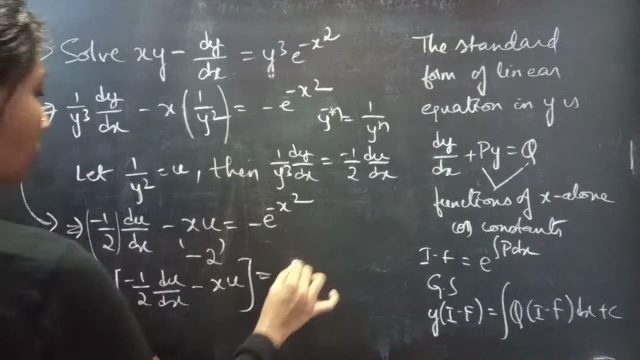 Solve xy - dy/dx = y³e^(-x²)
⇒ 1/y³ dy/dx - x(1/y²) = -e^(-x²)
yⁿ = 1/yⁿ
Let 1/y² = u, then 1/y³ dy/dx = -1/2 du/dx
⇒ (-1/2) du/dx - xu = -e^(-x²)
(-2)
[-1/2 du/dx - xu] =
The standard
form of linear
equation in y is
dy/dx + Py = Q
functions of x-alone
(or) constants
I.F = e^(∫Pdx)
G.S
y(I.F) = ∫Q(I.F)dx + c